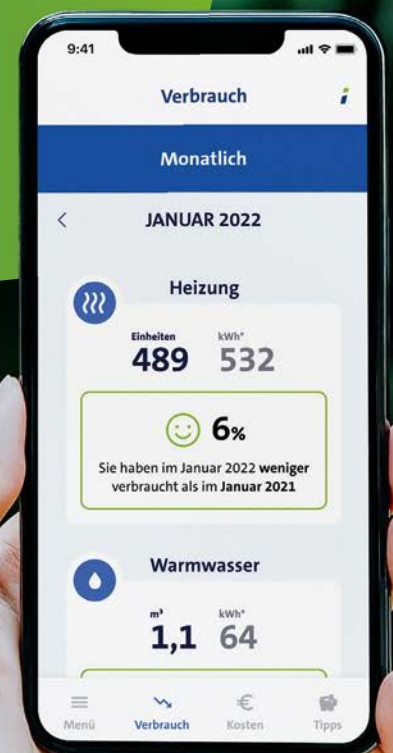 9:41
Verbrauch
Monatlich
JANUAR 2022
Heizung
Einheiten kWh*
489 532
6%
Sie haben im Januar 2022 weniger
verbraucht als im Januar 2021
Warmwasser
m³ kWh*
1,1 64
Menü Verbrauch Kosten Tipps